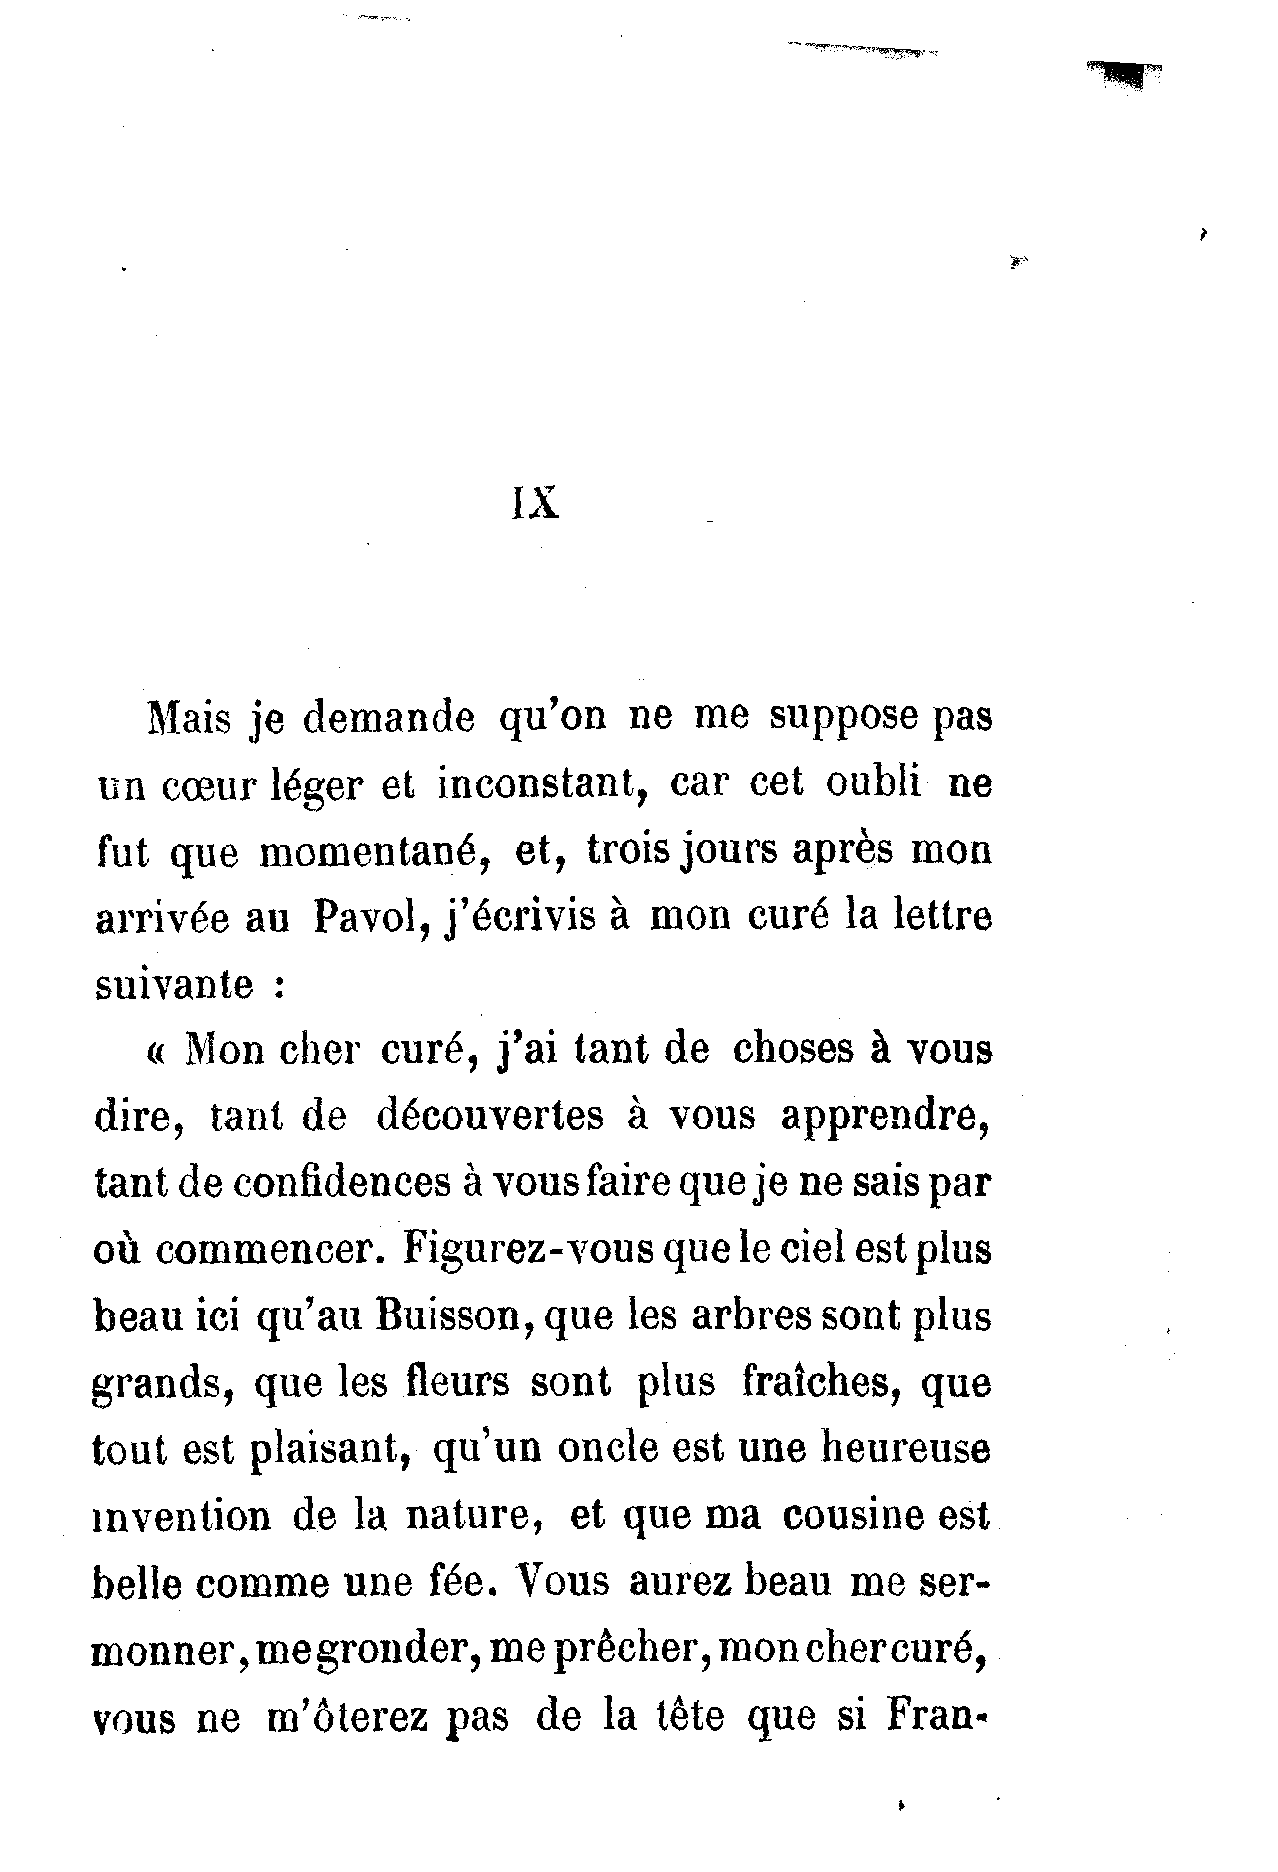 IX
Mais je demande qu'on ne me suppose pas
un cœur léger et inconstant, car cet oubli ne
fut que momentané, et, trois jours après mon
arrivée au Pavol, j'écrivis à mon curé la lettre
suivante :
« Mon cher curé, j'ai tant de choses à vous
dire, tant de découvertes à vous apprendre,
tant de confidences à vous faire que je ne sais par
où commencer. Figurez-vous que le ciel est plus
beau ici qu'au Buisson, que les arbres sont plus
grands, que les fleurs sont plus fraîches, que
tout est plaisant, qu'un oncle est une heureuse
invention de la nature, et que ma cousine est
belle comme une fée. Vous aurez beau me ser-
monner, me gronder, me prêcher, mon cher curé,
vous ne m'ôterez pas de la tête que si Fran-